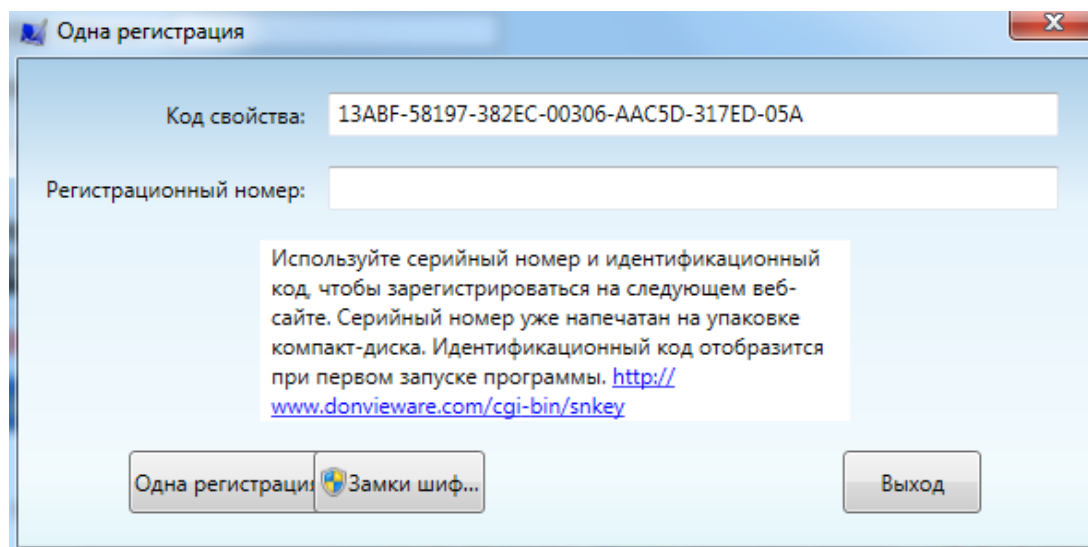 Одна регистрация
Код свойства: 13ABF-58197-382EC-00306-AAC5D-317ED-05A
Регистрационный номер:
Используйте серийный номер и идентификационный
код, чтобы зарегистрироваться на следующем веб-
сайте. Серийный номер уже напечатан на упаковке
компакт-диска. Идентификационный код отобразится
при первом запуске программы. http://
www.donvieware.com/cgi-bin/snkey
Одна регистраци Замки шиф... Выход